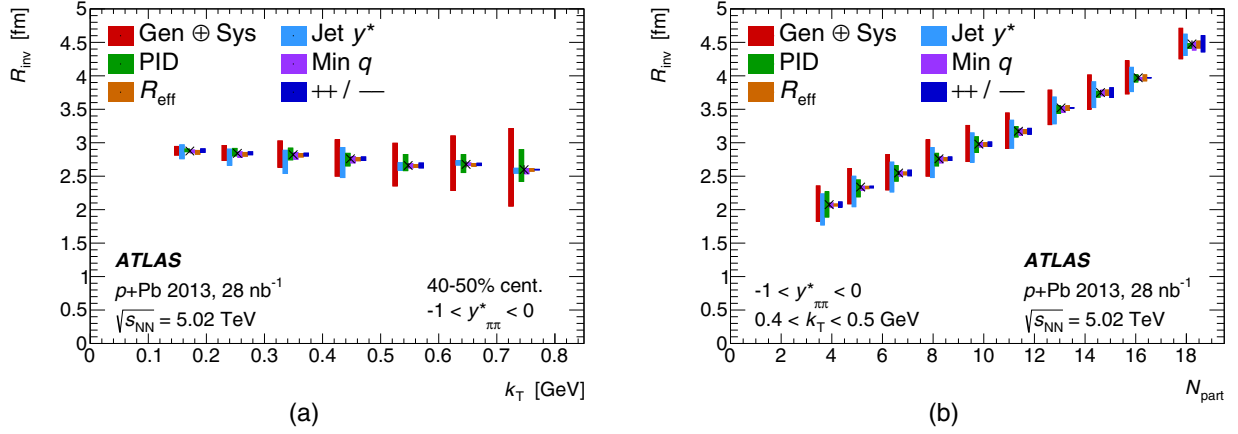 R_inv [fm]
5
4.5
4
3.5
3
2.5
2
1.5
1
0.5
0
Gen ⊕ Sys
PID
R_eff
Jet y*
Min q
++ / −−
ATLAS
p+Pb 2013, 28 nb⁻¹
√s_NN = 5.02 TeV
40-50% cent.
-1 < y*_ππ < 0
0 0.1 0.2 0.3 0.4 0.5 0.6 0.7 0.8
k_T [GeV]
(a)
R_inv [fm]
5
4.5
4
3.5
3
2.5
2
1.5
1
0.5
0
Gen ⊕ Sys
PID
R_eff
Jet y*
Min q
++ / −−
-1 < y*_ππ < 0
0.4 < k_T < 0.5 GeV
ATLAS
p+Pb 2013, 28 nb⁻¹
√s_NN = 5.02 TeV
0 2 4 6 8 10 12 14 16 18
N_part
(b)